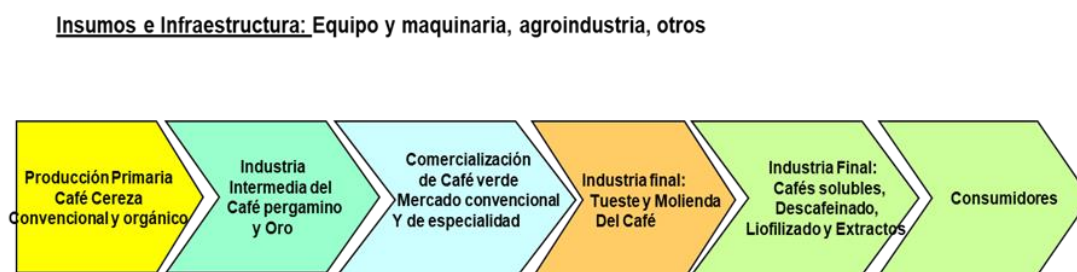 Insumos e Infraestructura: Equipo y maquinaria, agroindustria, otros
Producción Primaria
Café Cereza
Convencional y orgánico
Industria
Intermedia del
Café pergamino
y Oro
Comercialización
de Café verde
Mercado convencional
Y de especialidad
Industria final:
Tueste y Molienda
Del Café
Industria Final:
Cafés solubles,
Descafeinado,
Liofilizado y Extractos
Consumidores